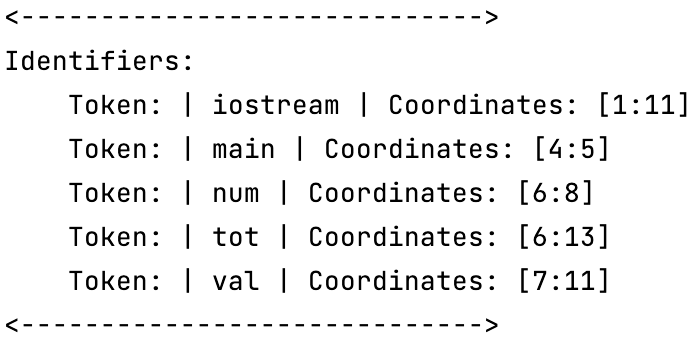 <----------------------------->
Identifiers:
    Token: | iostream | Coordinates: [1:11]
    Token: | main | Coordinates: [4:5]
    Token: | num | Coordinates: [6:8]
    Token: | tot | Coordinates: [6:13]
    Token: | val | Coordinates: [7:11]
<----------------------------->